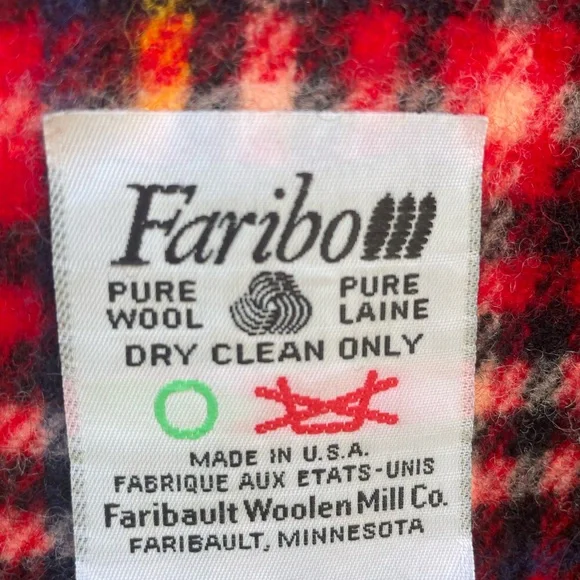 Faribo
PURE WOOL
PURE LAINE
DRY CLEAN ONLY
MADE IN U.S.A.
FABRIQUE AUX ETATS-UNIS
Faribault Woolen Mill Co.
FARIBAULT, MINNESOTA